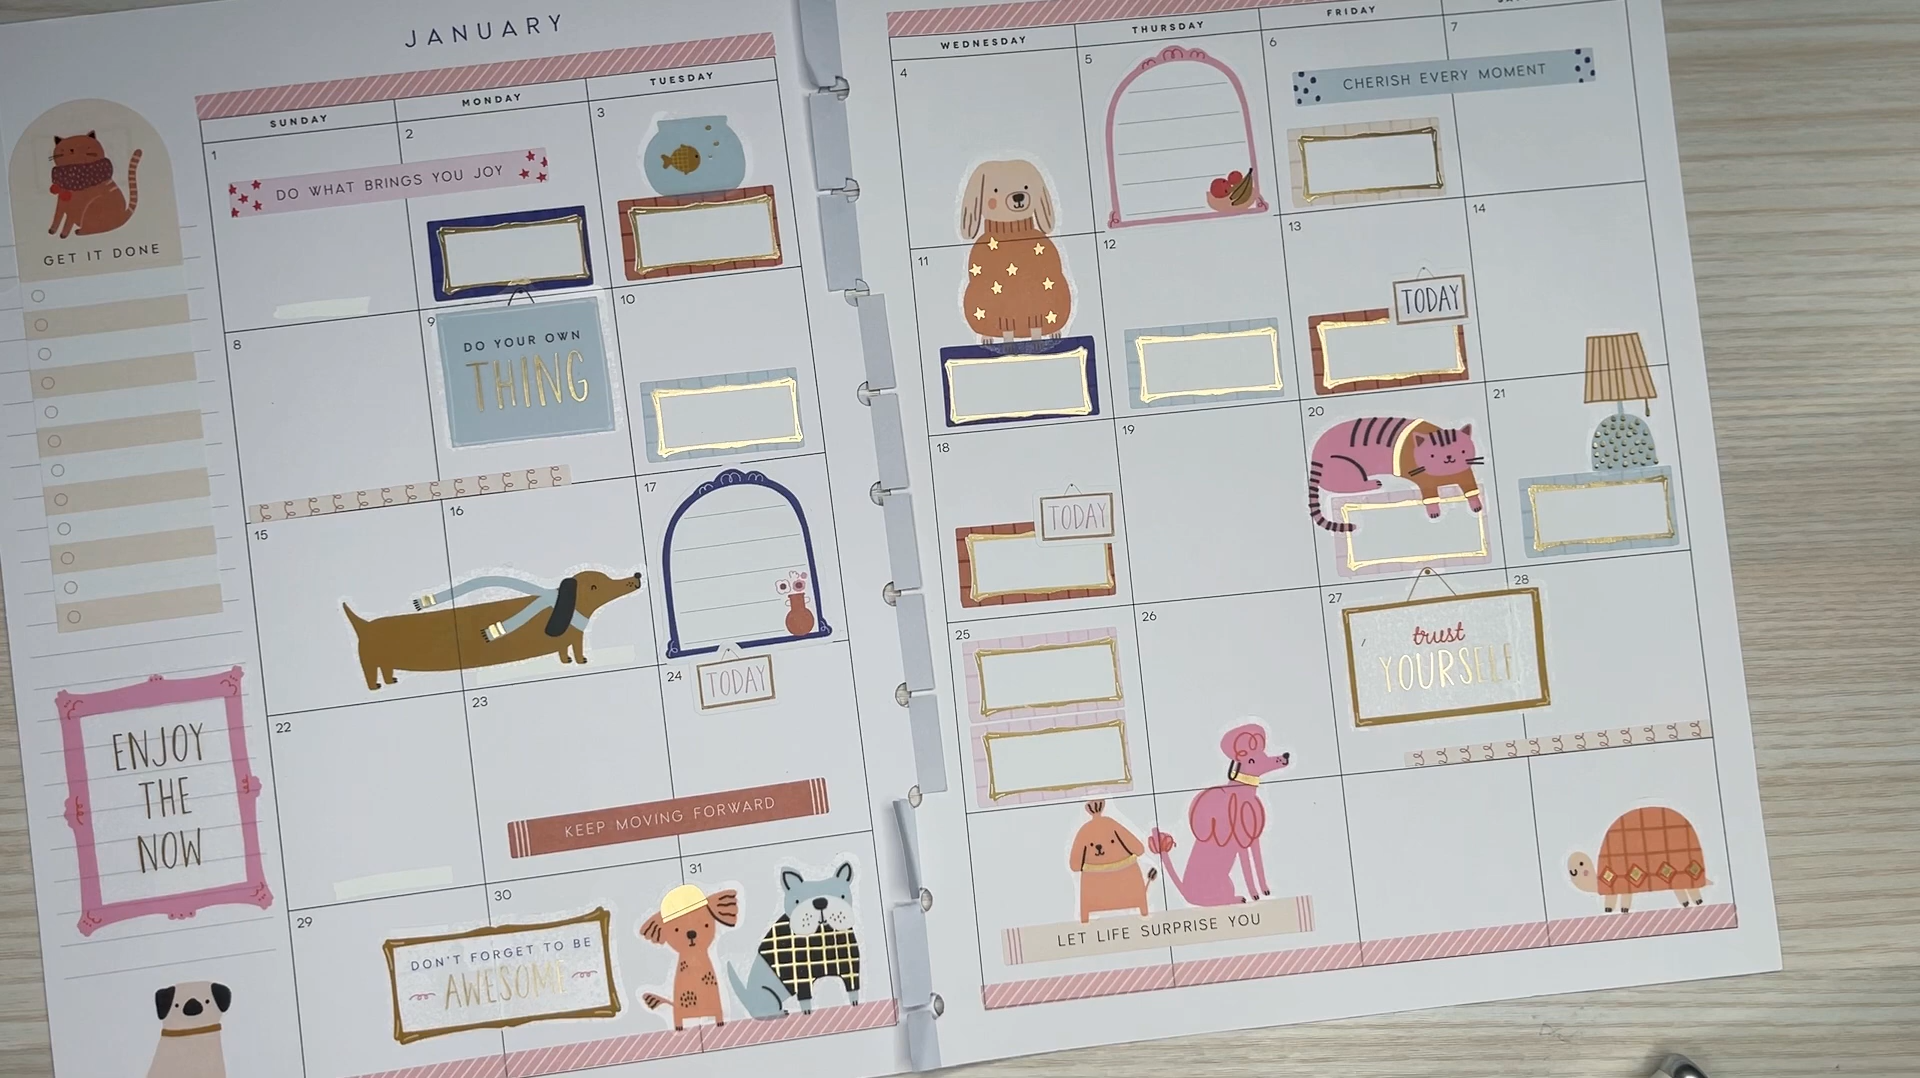 JANUARY
SUNDAY MONDAY TUESDAY
WEDNESDAY THURSDAY FRIDAY
1 2 3
4 5 6 7
DO WHAT BRINGS YOU JOY
CHERISH EVERY MOMENT
GET IT DONE
8 9 10
11 12 13 14
DO YOUR OWN
THING
TODAY
15 16 17
18 19 20 21
TODAY
22 23 24
25 26 27 28
TODAY
trust
YOURSELF
ENJOY
THE
NOW
KEEP MOVING FORWARD
29 30 31
DON'T FORGET TO BE
AWESOME
LET LIFE SURPRISE YOU